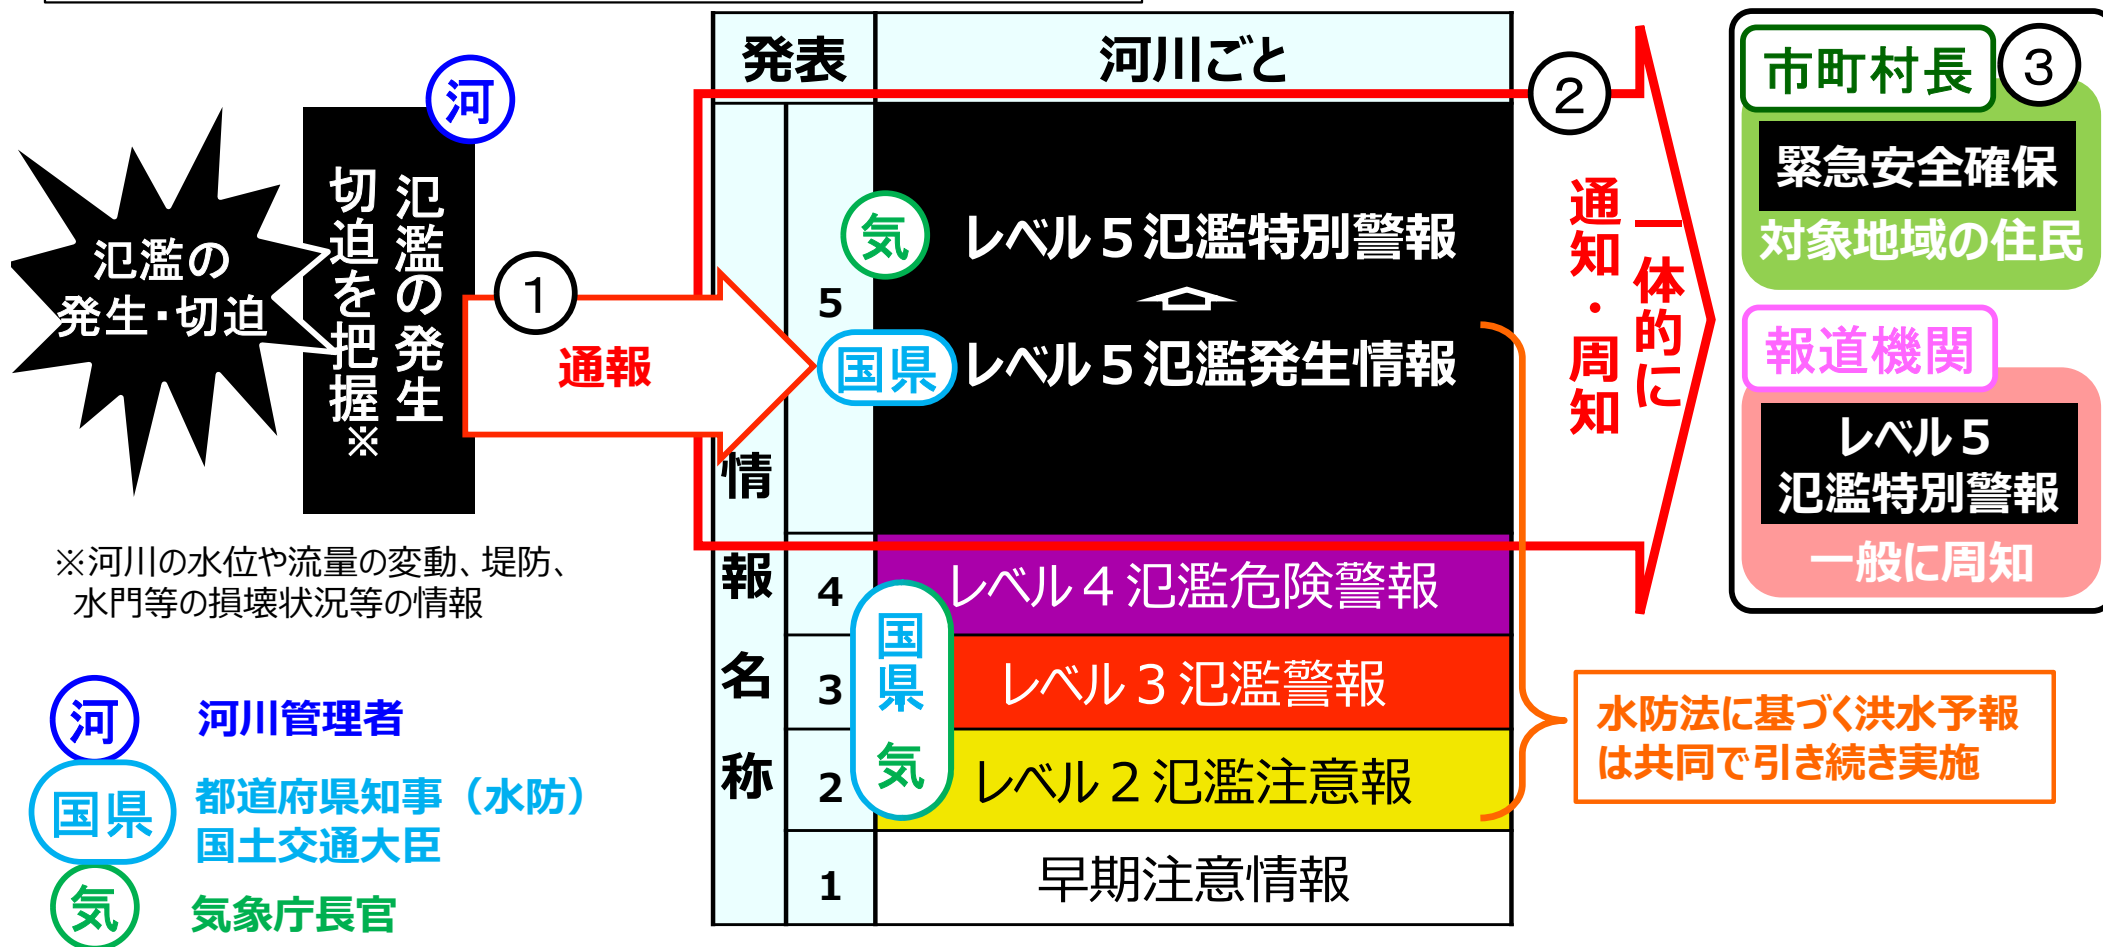 氾濫の
発生・切迫
氾濫の発生
切迫を把握※
河
①
通報
※河川の水位や流量の変動、堤防、
水門等の損壊状況等の情報
河 河川管理者
国県 都道府県知事（水防）
国土交通大臣
気 気象庁長官
発表 河川ごと
情報名称
5
気 レベル５氾濫特別警報
国県 レベル５氾濫発生情報
4 レベル４氾濫危険警報
国県 気
3 レベル３氾濫警報
2 レベル２氾濫注意報
1 早期注意情報
②
一体的に
通知・周知
市町村長 ③
緊急安全確保
対象地域の住民
報道機関
レベル５
氾濫特別警報
一般に周知
水防法に基づく洪水予報
は共同で引き続き実施